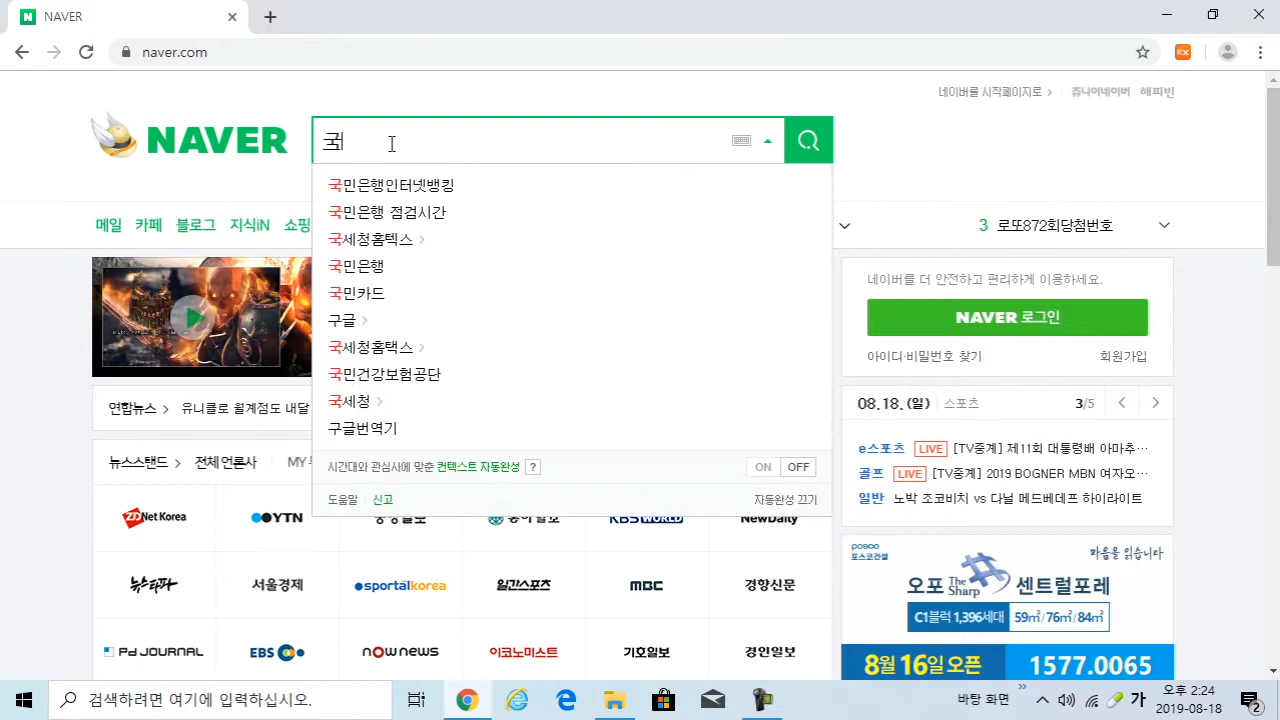 NAVER
naver.com
네이버를 시작페이지로
쥬니어네이버 해피빈
NAVER
국
국민은행인터넷뱅킹
국민은행 점검시간
국세청홈텍스
국민은행
국민카드
구글
국세청홈택스
국민건강보험공단
국세청
구글번역기
시간대와 관심사에 맞춘 컨텍스트 자동완성 ?
ON OFF
도움말 신고
자동완성 끄기
메일 카페 블로그 지식iN 쇼핑
3 로또872회당첨번호
네이버를 더 안전하고 편리하게 이용하세요.
NAVER 로그인
아이디·비밀번호 찾기 회원가입
연합뉴스 유니클로 월계점도 내달
08.18.(일) 스포츠 3/5
e스포츠 LIVE [TV중계] 제11회 대통령배 아마추…
골프 LIVE [TV중계] 2019 BOGNER MBN 여자오…
일반 노박 조코비치 vs 다닐 메드베데프 하이라이트
뉴스스탠드 전체 언론사 MY
ZDNet Korea
YTN
중앙일보
동아일보
KBS WORLD
NewDaily
뉴스타파
서울경제
sportalkorea
일간스포츠
MBC
경향신문
Pd JOURNAL
EBS
nownews
이코노미스트
기호일보
경인일보
posco
포스코건설
마음을 읽습니다
오포 The Sharp 센트럴포레
C1블럭 1,396세대 59㎡/76㎡/84㎡
8월 16일 오픈 1577.0065
검색하려면 여기에 입력하십시오.
바탕 화면
가
오후 2:24
2019-08-18
2